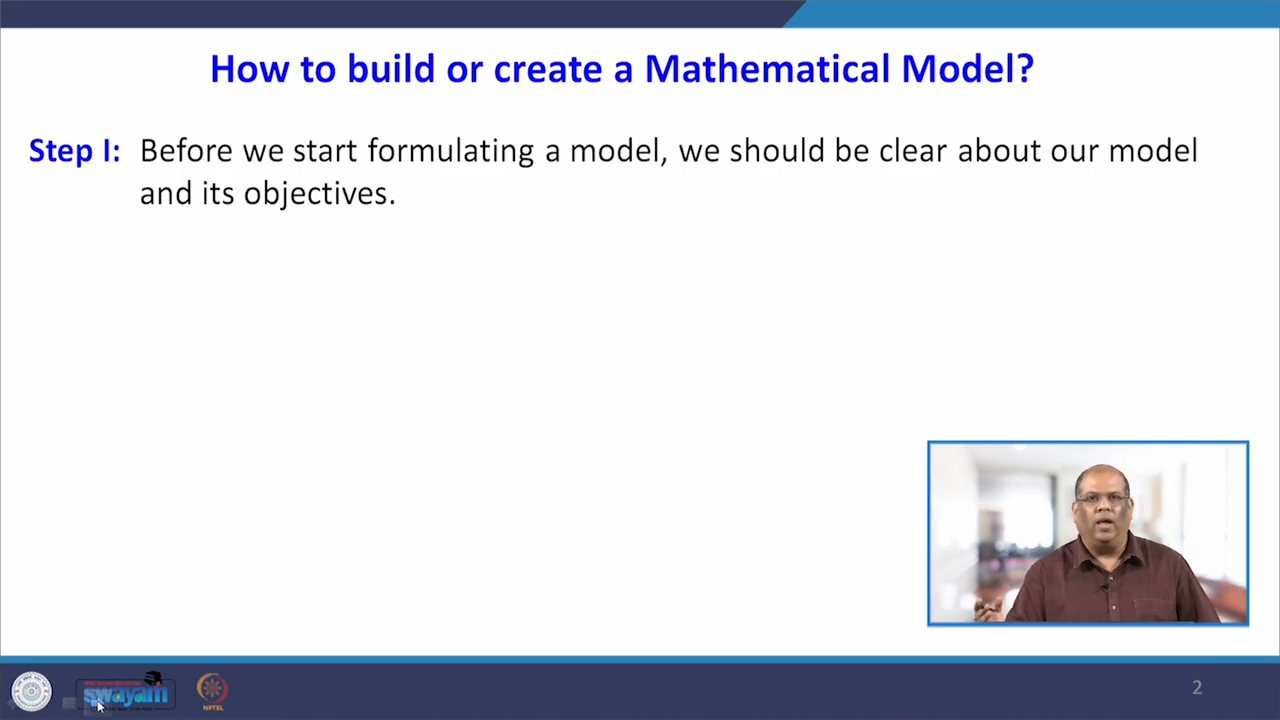 How to build or create a Mathematical Model?
Step I: Before we start formulating a model, we should be clear about our model
and its objectives.
swayam
NPTEL
2